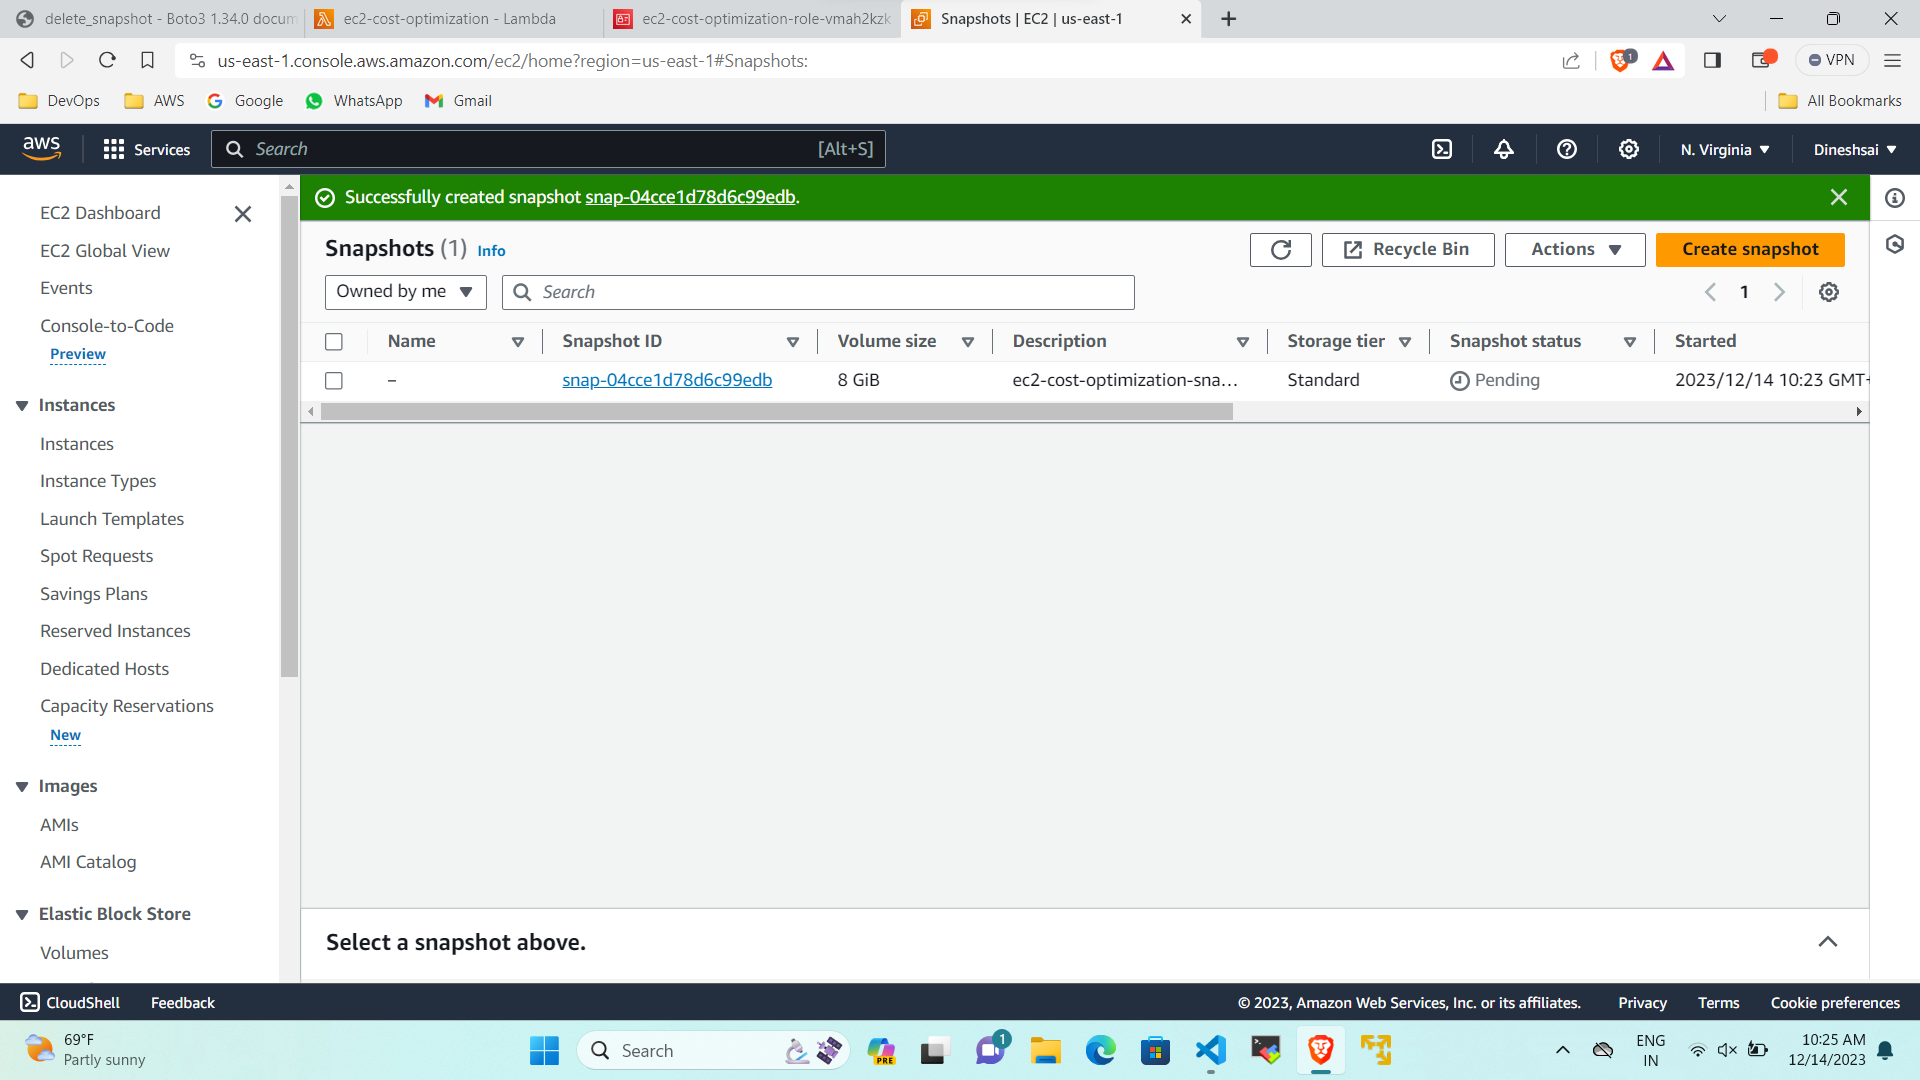 delete_snapshot - Boto3 1.34.0 docum
ec2-cost-optimization - Lambda
ec2-cost-optimization-role-vmah2kzk
Snapshots | EC2 | us-east-1
us-east-1.console.aws.amazon.com/ec2/home?region=us-east-1#Snapshots:
1
VPN
DevOps
AWS
Google
WhatsApp
Gmail
All Bookmarks
aws
Services
Search
[Alt+S]
N. Virginia
Dineshsai
EC2 Dashboard
EC2 Global View
Events
Console-to-Code
Preview
Instances
Instances
Instance Types
Launch Templates
Spot Requests
Savings Plans
Reserved Instances
Dedicated Hosts
Capacity Reservations
New
Images
AMIs
AMI Catalog
Elastic Block Store
Volumes
Successfully created snapshot snap-04cce1d78d6c99edb.
Snapshots (1) Info
Recycle Bin
Actions
Create snapshot
Owned by me
Search
1
Name Snapshot ID Volume size Description Storage tier Snapshot status Started
– snap-04cce1d78d6c99edb 8 GiB ec2-cost-optimization-sna... Standard Pending 2023/12/14 10:23 GMT+
Select a snapshot above.
CloudShell
Feedback
© 2023, Amazon Web Services, Inc. or its affiliates.
Privacy
Terms
Cookie preferences
69°F
Partly sunny
Search
PRE
1
ENG
IN
10:25 AM
12/14/2023